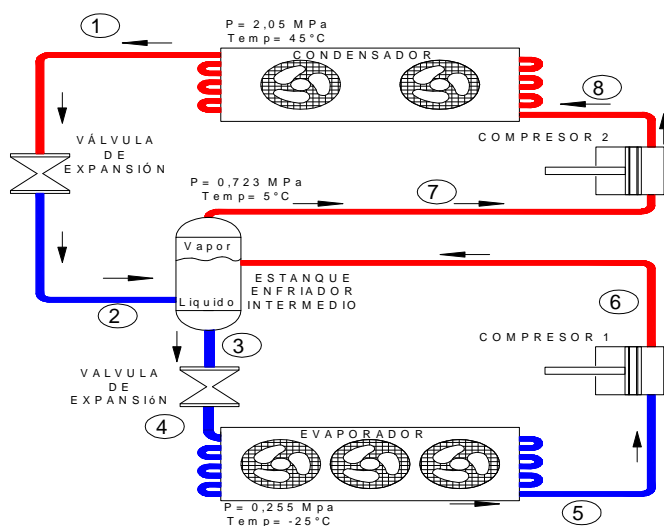 1
P = 2,05 MPa
Temp= 45°C
CONDENSADOR
8
VÁLVULA
DE
EXPANSIÓN
COMPRESOR 2
P = 0,723 MPa
Temp= 5°C
7
Vapor
ESTANQUE
ENFRIADOR
INTERMEDIO
Liquido
2
6
3
COMPRESOR 1
VALVULA
DE
EXPANSIóN
4
EVAPORADOR
P = 0,255 Mpa
Temp= -25°C
5